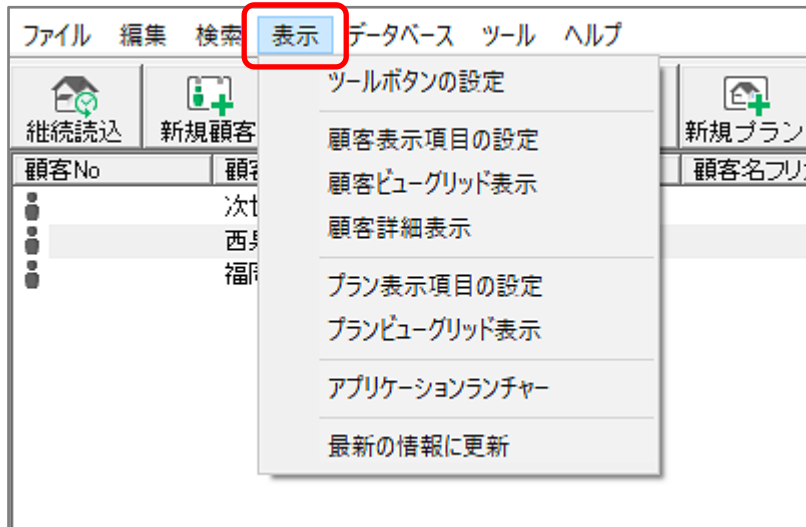 ファイル 編集 検索 表示 データベース ツール ヘルプ
継続読込 新規顧客 新規プラン
顧客No 顧客 顧客名フリガ
ツールボタンの設定
顧客表示項目の設定
顧客ビューグリッド表示
顧客詳細表示
プラン表示項目の設定
プランビューグリッド表示
アプリケーションランチャー
最新の情報に更新
次世
西
福岡